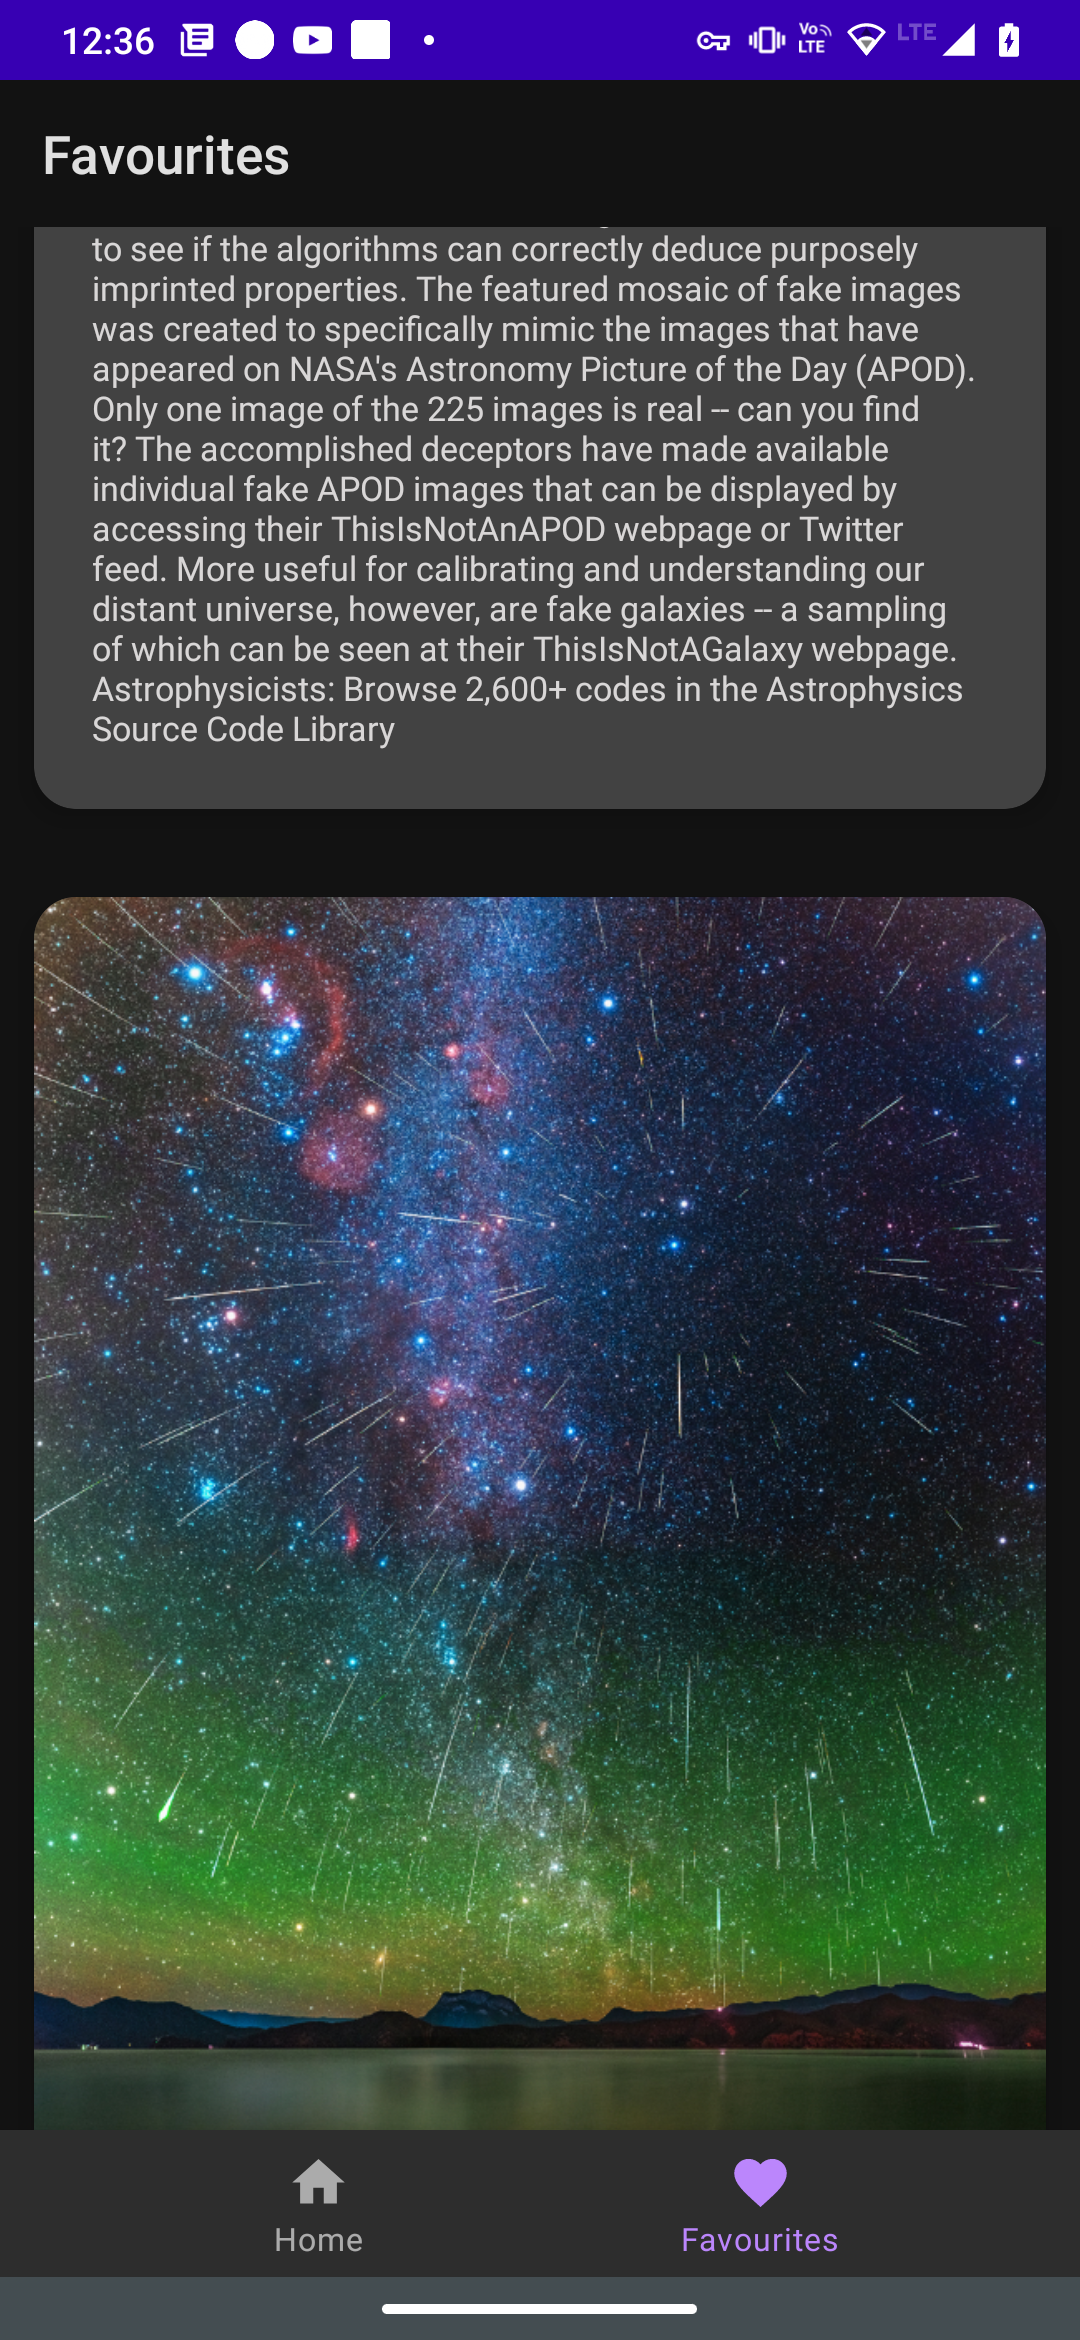 12:36
Vo
LTE
LTE
Favourites
to see if the algorithms can correctly deduce purposely
imprinted properties. The featured mosaic of fake images
was created to specifically mimic the images that have
appeared on NASA's Astronomy Picture of the Day (APOD).
Only one image of the 225 images is real -- can you find
it? The accomplished deceptors have made available
individual fake APOD images that can be displayed by
accessing their ThisIsNotAnAPOD webpage or Twitter
feed. More useful for calibrating and understanding our
distant universe, however, are fake galaxies -- a sampling
of which can be seen at their ThisIsNotAGalaxy webpage.
Astrophysicists: Browse 2,600+ codes in the Astrophysics
Source Code Library
Home
Favourites